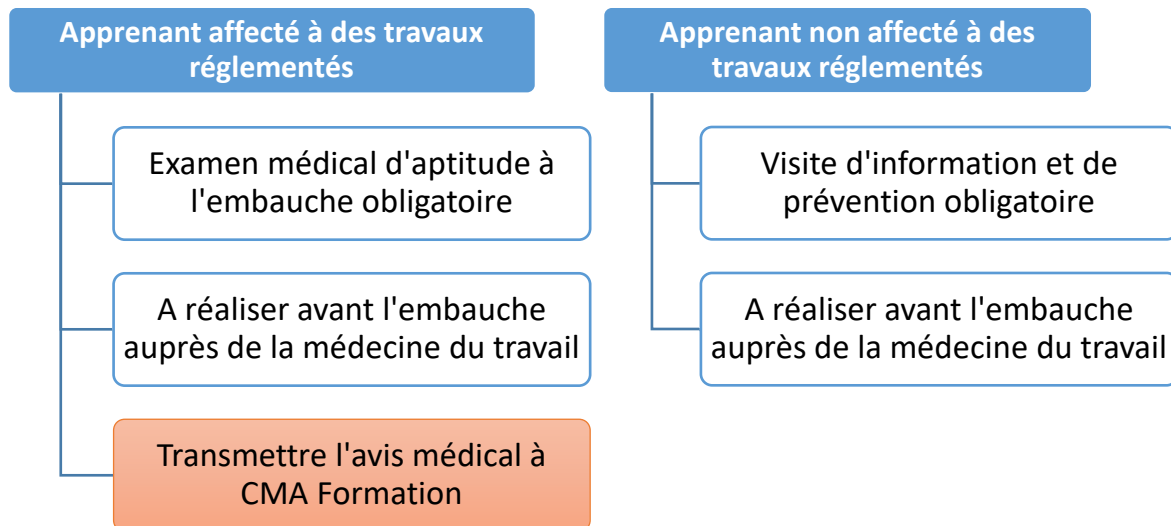 Apprenant affecté à des travaux
réglementés
Examen médical d'aptitude à
l'embauche obligatoire
A réaliser avant l'embauche
auprès de la médecine du travail
Transmettre l'avis médical à
CMA Formation
Apprenant non affecté à des
travaux réglementés
Visite d'information et de
prévention obligatoire
A réaliser avant l'embauche
auprès de la médecine du travail